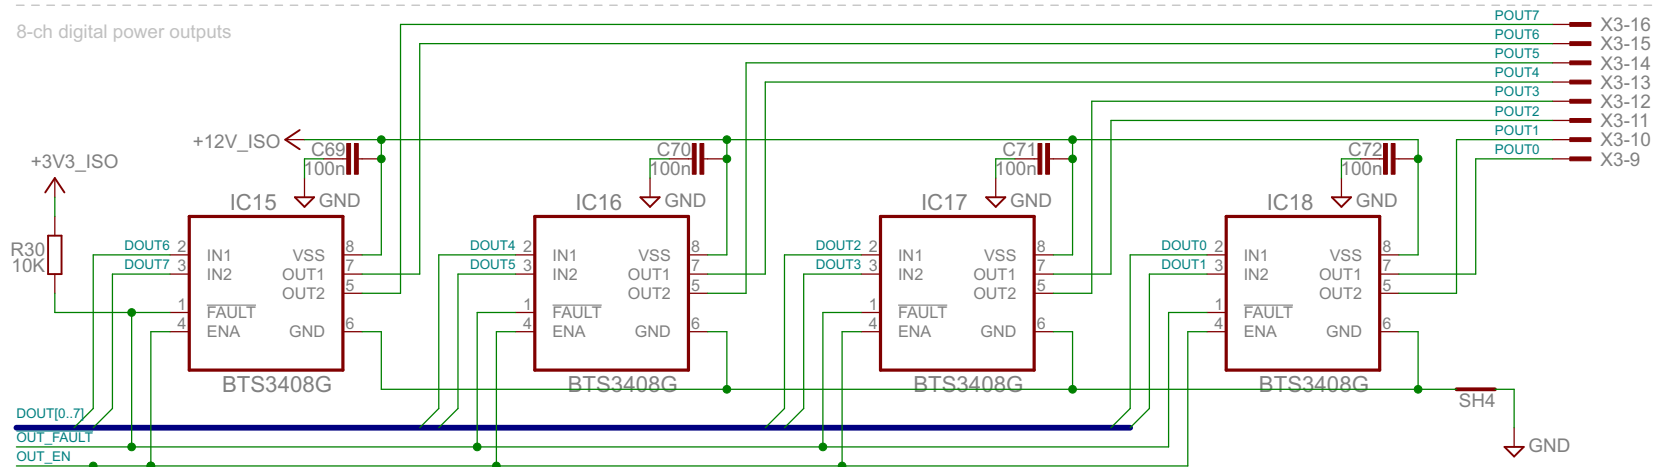 8-ch digital power outputs
POUT7 X3-16
POUT6 X3-15
POUT5 X3-14
POUT4 X3-13
POUT3 X3-12
POUT2 X3-11
POUT1 X3-10
POUT0 X3-9
+12V_ISO
+3V3_ISO
C69
100n
GND
C70
100n
GND
C71
100n
GND
C72
100n
GND
R30
10K
IC15
DOUT6 2 IN1 VSS 8
DOUT7 3 IN2 OUT1 7
OUT2 5
1 FAULT
4 ENA GND 6
BTS3408G
IC16
DOUT4 2 IN1 VSS 8
DOUT5 3 IN2 OUT1 7
OUT2 5
1 FAULT
4 ENA GND 6
BTS3408G
IC17
DOUT2 2 IN1 VSS 8
DOUT3 3 IN2 OUT1 7
OUT2 5
1 FAULT
4 ENA GND 6
BTS3408G
IC18
DOUT0 2 IN1 VSS 8
DOUT1 3 IN2 OUT1 7
OUT2 5
1 FAULT
4 ENA GND 6
BTS3408G
SH4
GND
DOUT[0..7]
OUT_FAULT
OUT_EN